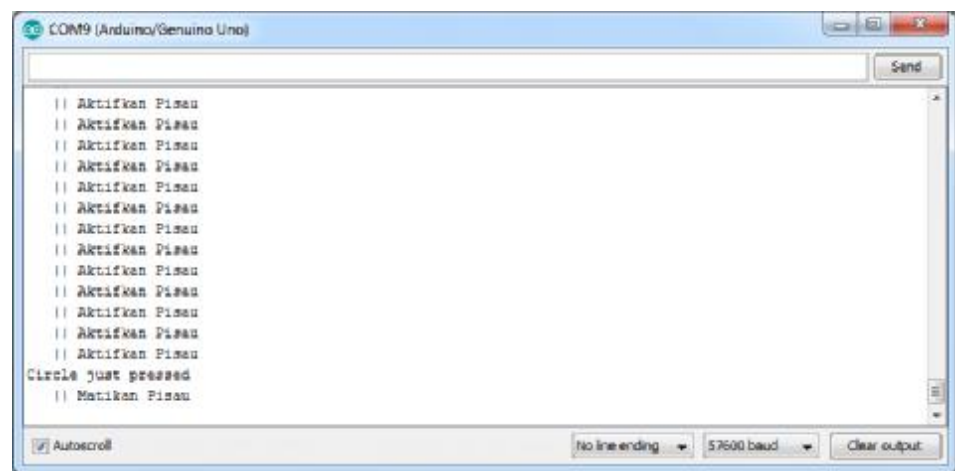 COM9 (Arduino/Genuino Uno)
Send
|| Aktifkan Pisau
|| Aktifkan Pisau
|| Aktifkan Pisau
|| Aktifkan Pisau
|| Aktifkan Pisau
|| Aktifkan Pisau
|| Aktifkan Pisau
|| Aktifkan Pisau
|| Aktifkan Pisau
|| Aktifkan Pisau
|| Aktifkan Pisau
|| Aktifkan Pisau
|| Aktifkan Pisau
Circle just pressed
|| Matikan Pisau
Autoscroll No line ending 57600 baud Clear output